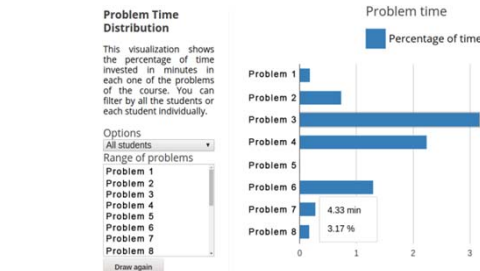 Problem Time
Distribution
This visualization shows
the percentage of time
invested in minutes in
each one of the problems
of the course. You can
filter by all the students or
each student individually.
Options
All students
Range of problems
Problem 1
Problem 2
Problem 3
Problem 4
Problem 5
Problem 6
Problem 7
Problem 8
Draw again
Problem time
Percentage of time
Problem 1
Problem 2
Problem 3
Problem 4
Problem 5
Problem 6
Problem 7
Problem 8
4.33 min
3.17 %
0 1 2 3